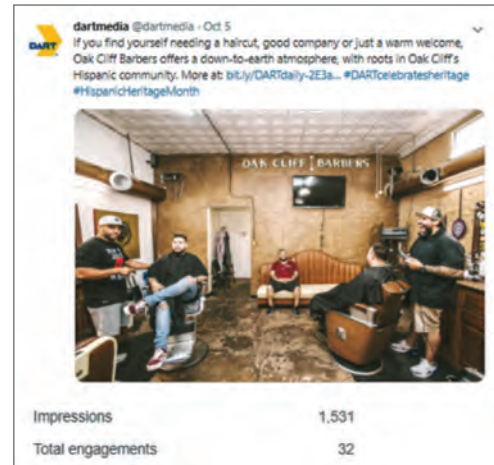 dartmedia @dartmedia · Oct 5
DART
If you find yourself needing a haircut, good company or just a warm welcome,
Oak Cliff Barbers offers a down-to-earth atmosphere, with roots in Oak Cliff's
Hispanic community. More at: bit.ly/DARTdaily-2E3a... #DARTcelebratesheritage
#HispanicHeritageMonth
OAK CLIFF BARBERS
Impressions 1,531
Total engagements 32